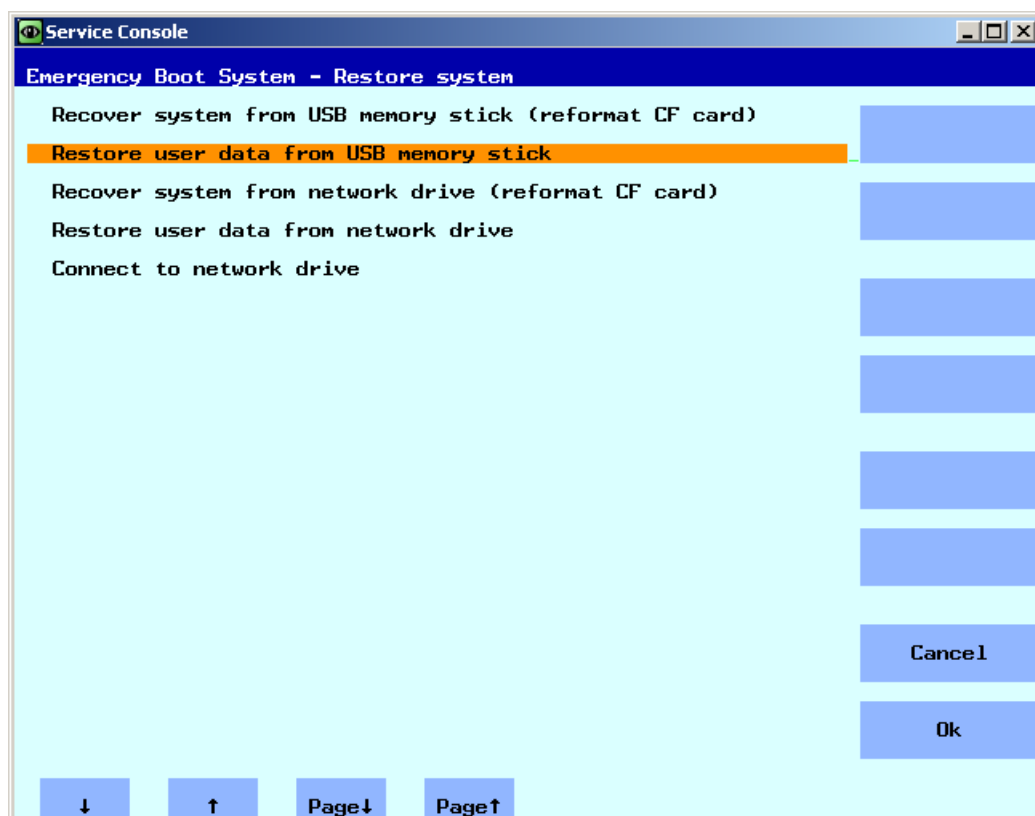 Service Console
Emergency Boot System - Restore system
Recover system from USB memory stick (reformat CF card)
Restore user data from USB memory stick
Recover system from network drive (reformat CF card)
Restore user data from network drive
Connect to network drive
Cancel
Ok
↓ ↑ Page↓ Page↑